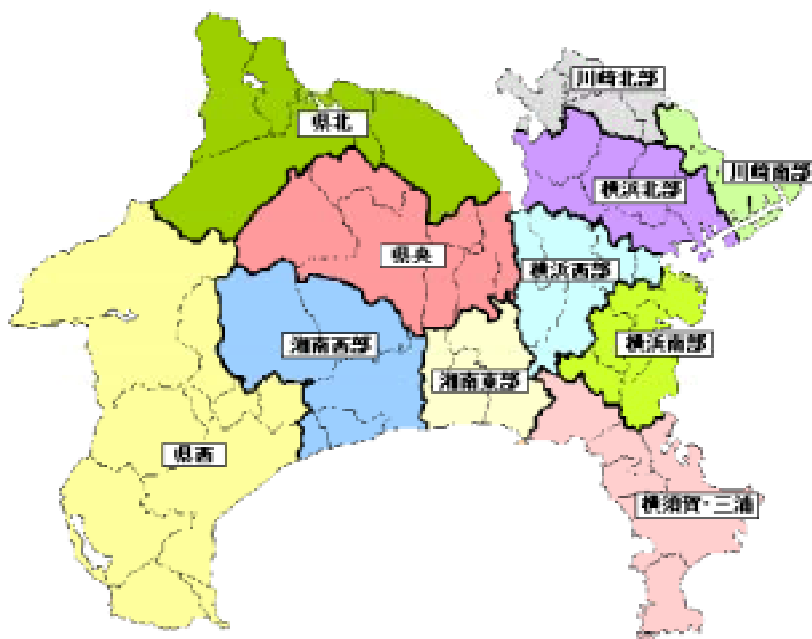 川崎北部
県北
横浜北部
川崎南部
県央
横浜西部
湘南西部
横浜南部
湘南東部
県西
横須賀・三浦